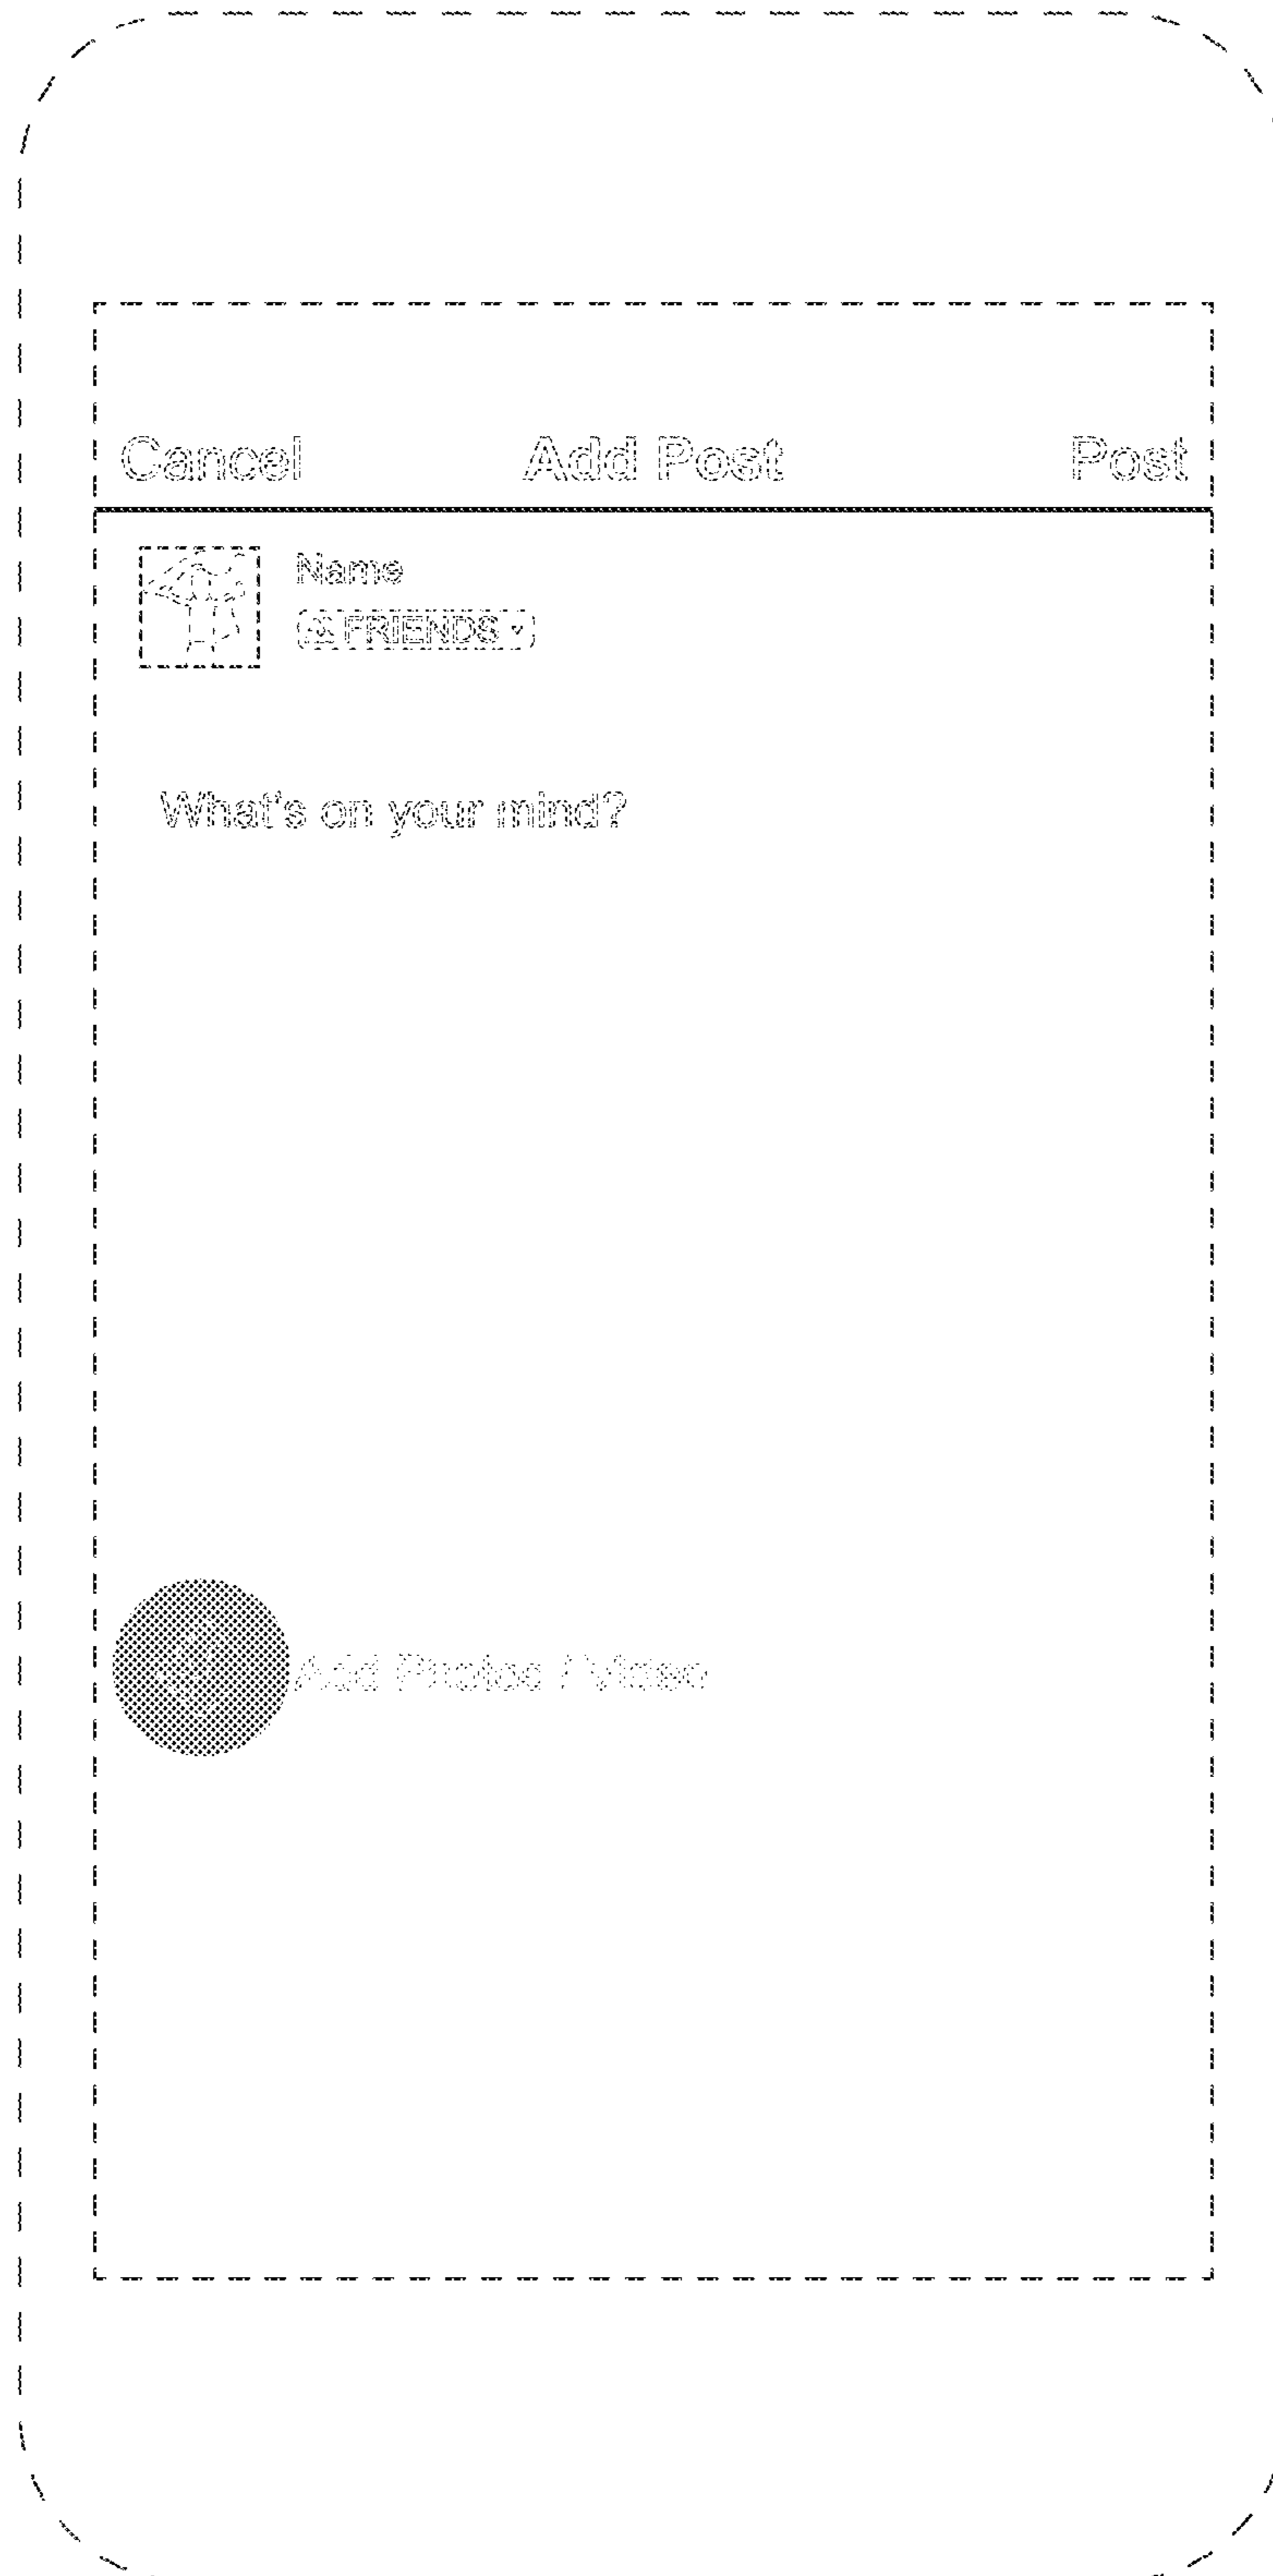 Cancel Add Post Post
Name
FRIENDS
What's on your mind?
Add Photos / Video